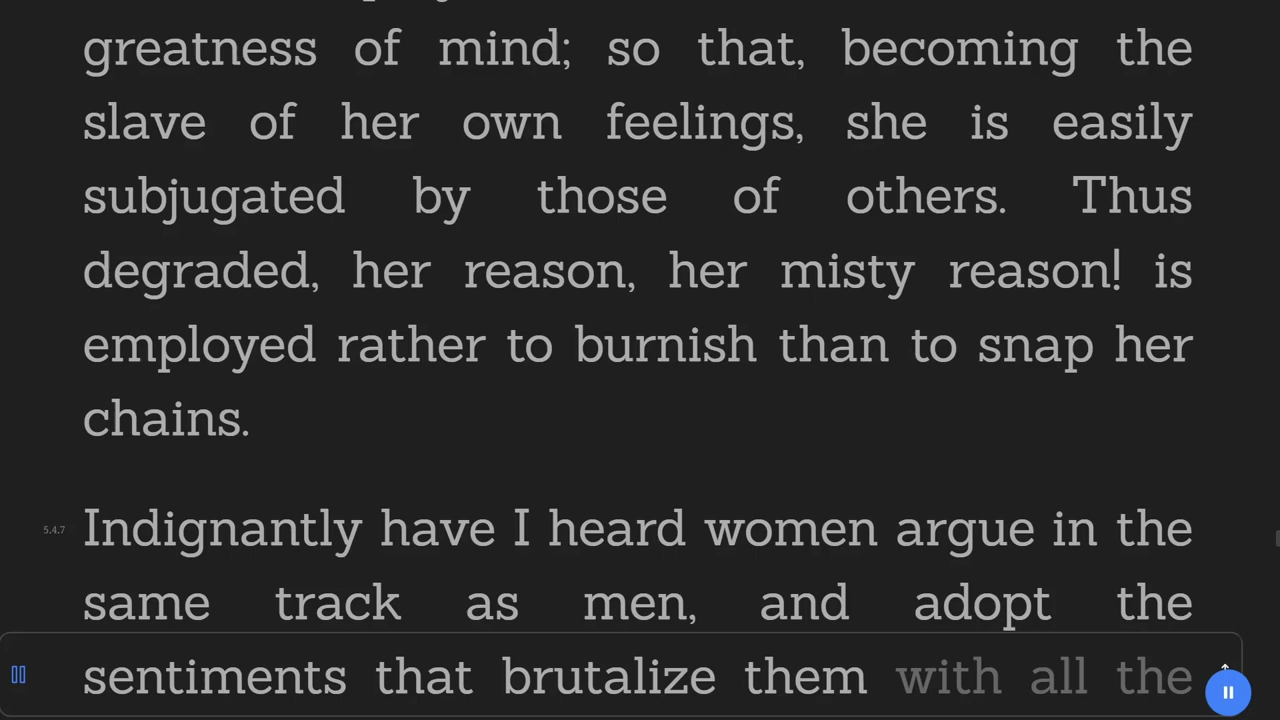 greatness of mind; so that, becoming the
slave of her own feelings, she is easily
subjugated by those of others. Thus
degraded, her reason, her misty reason! is
employed rather to burnish than to snap her
chains.
5.4.7
Indignantly have I heard women argue in the
same track as men, and adopt the
sentiments that brutalize them with all the